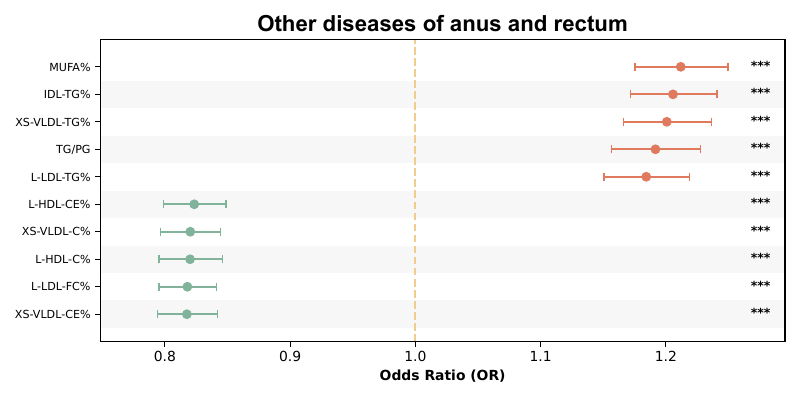 Other diseases of anus and rectum
MUFA% ***
IDL-TG% ***
XS-VLDL-TG% ***
TG/PG ***
L-LDL-TG% ***
L-HDL-CE% ***
XS-VLDL-C% ***
L-HDL-C% ***
L-LDL-FC% ***
XS-VLDL-CE% ***
0.8 0.9 1.0 1.1 1.2
Odds Ratio (OR)